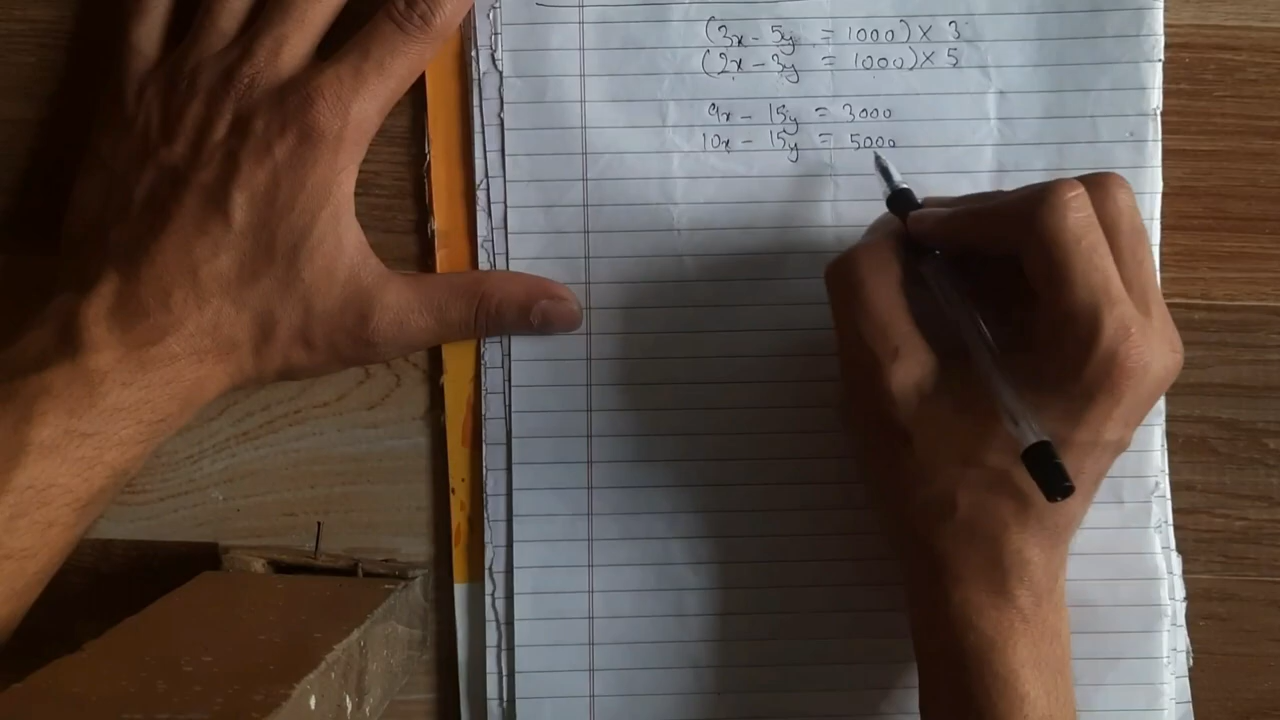 (3x - 5y = 1000) × 3
(2x - 3y = 1000) × 5
9x - 15y = 3000
10x - 15y = 5000